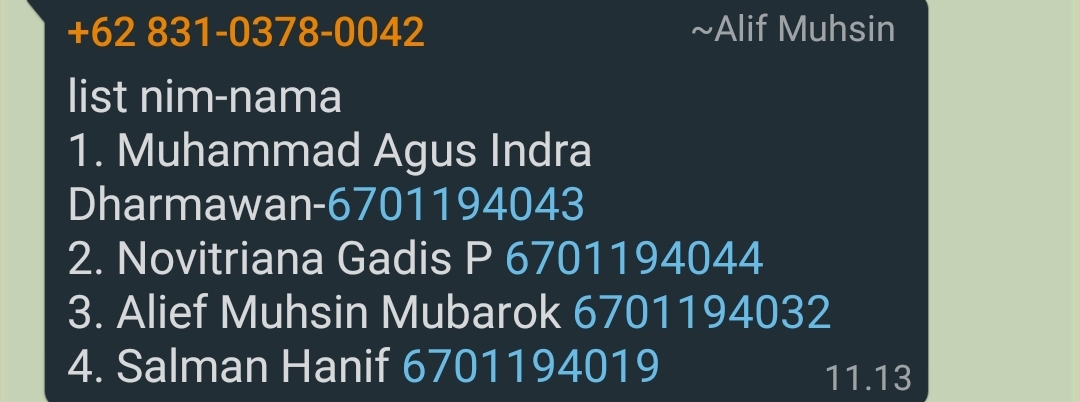 +62 831-0378-0042 ~Alif Muhsin
list nim-nama
1. Muhammad Agus Indra
Dharmawan-6701194043
2. Novitriana Gadis P 6701194044
3. Alief Muhsin Mubarok 6701194032
4. Salman Hanif 6701194019
11.13